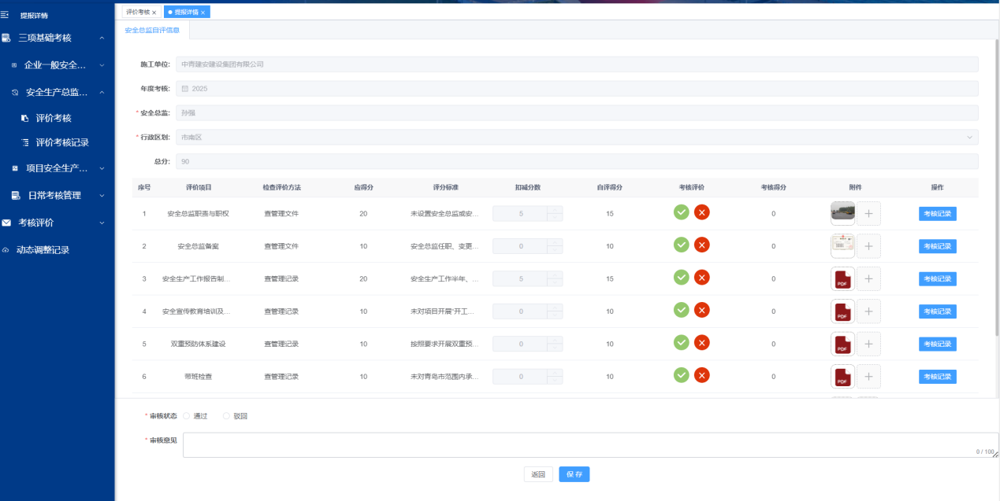 提报详情
三项基础考核
企业一般安全...
安全生产总监...
评价考核
评价考核记录
项目安全生产...
日常考核管理
考核评价
动态调整记录
评价考核 ×
提报详情 ×
安全总监自评信息
施工单位: 中青建安建设集团有限公司
年度考核: 2025
* 安全总监: 孙强
* 行政区划: 市南区
总分: 90
序号 评价项目 检查评价方法 应得分 评分标准 扣减分数 自评得分 考核评价 考核得分 附件 操作
1 安全总监职责与职权 查管理文件 20 未设置安全总监或安... 5 15 0 考核记录
2 安全总监备案 查管理文件 10 安全总监任职、变更... 0 10 0 考核记录
3 安全生产工作报告制... 查管理记录 20 安全生产工作半年、... 5 15 0 PDF 考核记录
4 安全宣传教育培训及... 查管理记录 10 未对项目开展“开工... 0 10 0 PDF 考核记录
5 双重预防体系建设 查管理记录 10 按照要求开展双重预... 0 10 0 PDF 考核记录
6 带班检查 查管理记录 10 未对青岛市范围内承... 0 10 0 PDF 考核记录
* 审核状态 通过 驳回
* 审核意见
0 / 100
返回 保存